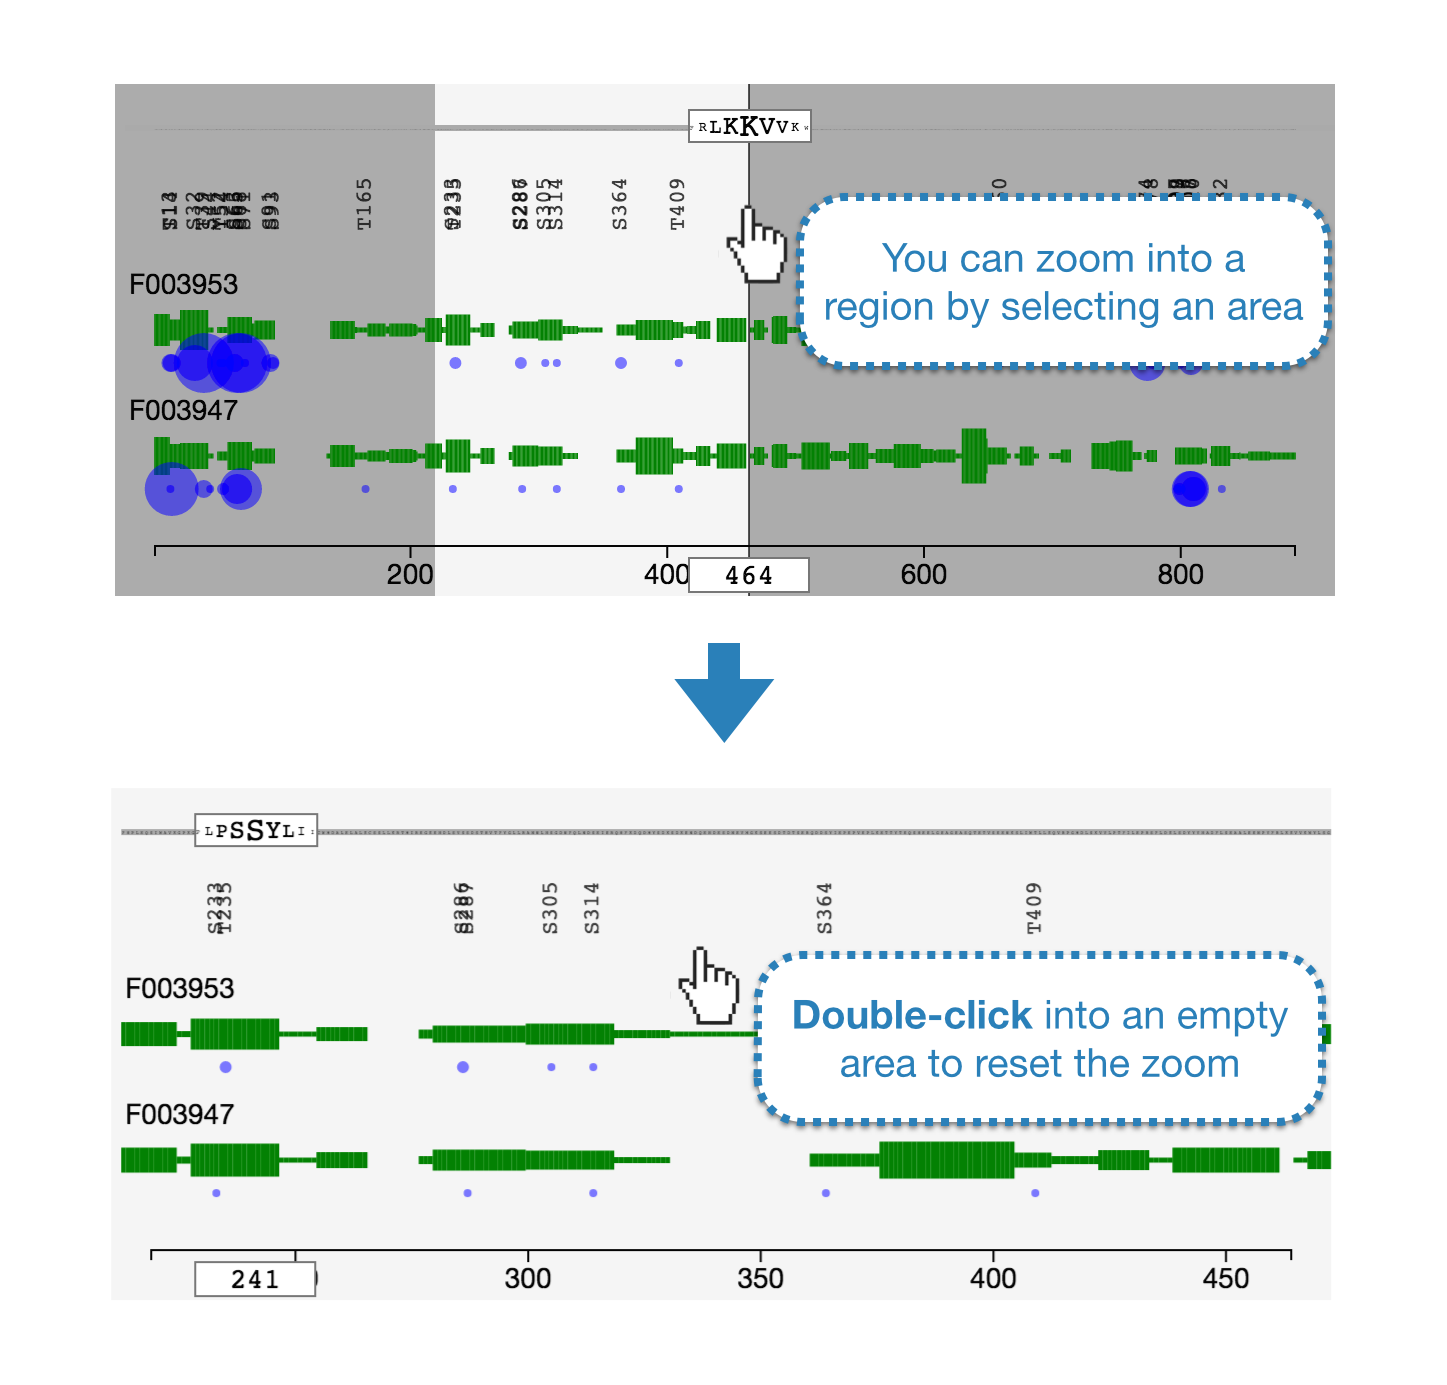 RLKKVVK
T165
T235
S305
S314
S364
T409
You can zoom into a
region by selecting an area
F003953
F003947
200
400
464
600
800
LPSSYLI
S233
T235
S286
S287
S305
S314
S364
T409
F003953
Double-click into an empty
area to reset the zoom
F003947
241
300
350
400
450